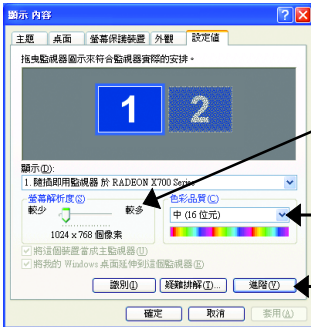 顯示 內容
主題 桌面 螢幕保護裝置 外觀 設定值
拖曳監視器圖示來符合監視器實際的安排。
1 2
顯示(D):
1. 隨插即用監視器 於 RADEON X700 Series
螢幕解析度(S) 色彩品質(C)
較少 較多 中 (16 位元)
1024 x 768 個像素
將這個裝置當成主監視器(U)
將我的 Windows 桌面延伸到這個監視器(E)
識別(I) 疑難排解(T)... 進階(V)
確定 取消 套用(A)